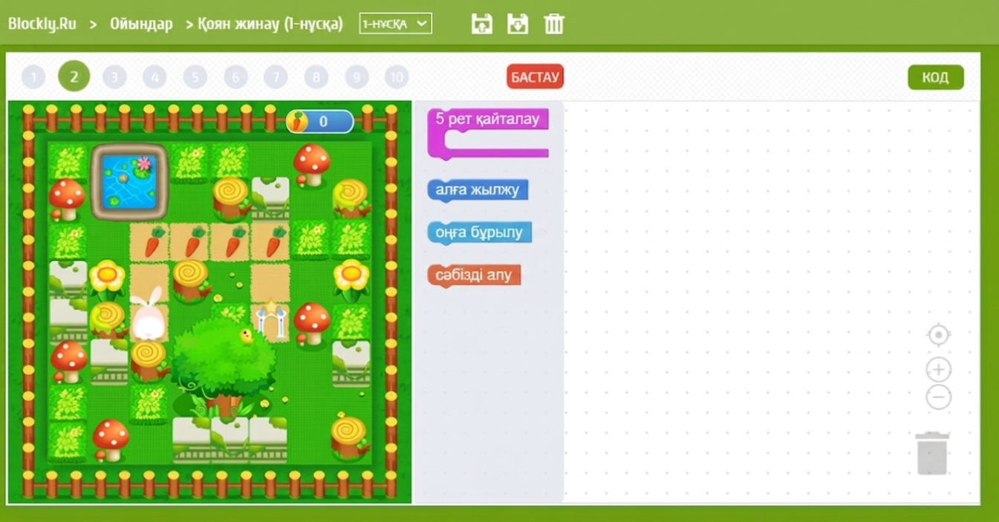 Blockly.Ru > Ойындар > Қоян жинау (1-нұсқа) 1-НҰСҚА
1 2 3 4 5 6 7 8 9 10 БАСТАУ КОД
0
5 рет қайталау
алға жылжу
оңға бұрылу
сәбізді алу